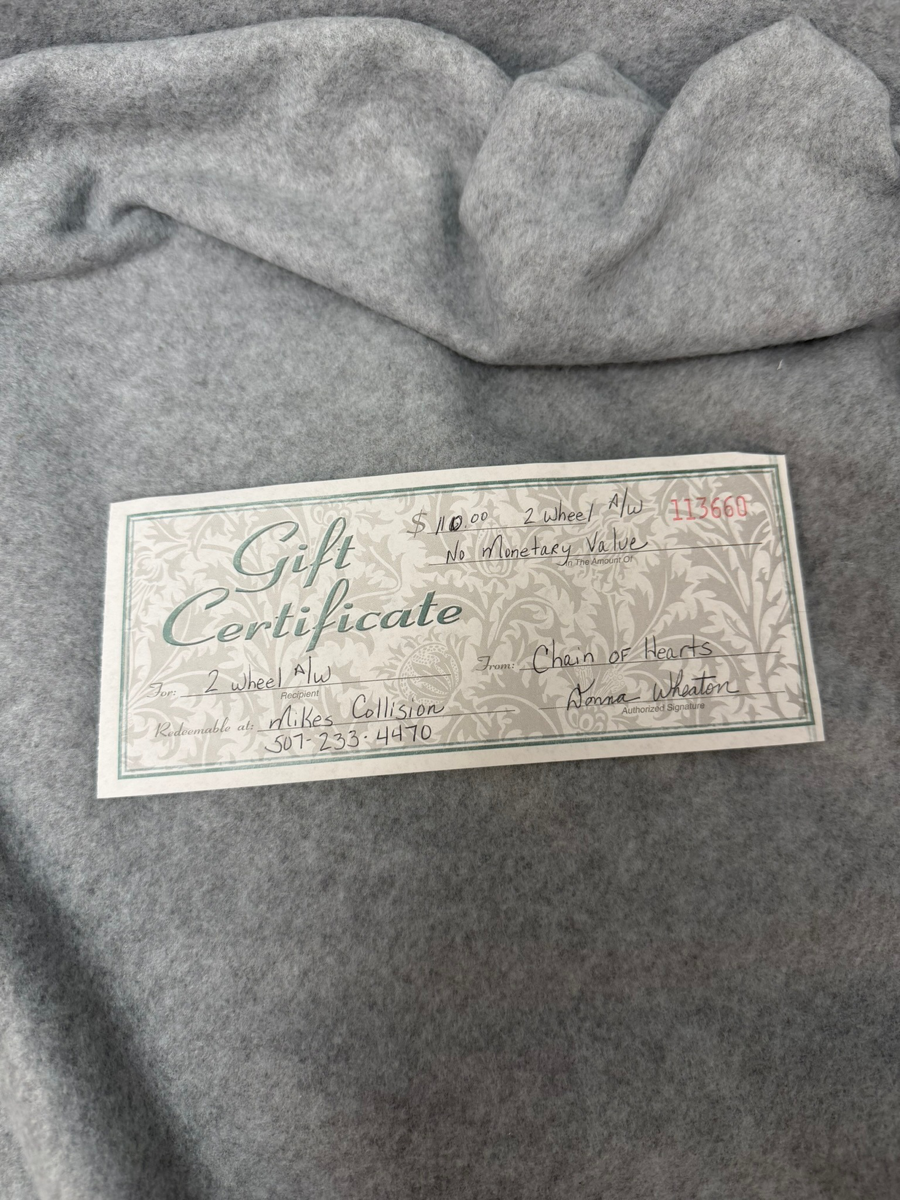 $ 110.00 2 wheel A/W 113660
No Monetary Value
In The Amount Of
Gift
Certificate
For: 2 wheel A/W
Recipient
From: Chain of Hearts
Redeemable at: Mikes Collision
507-233-4470
Donna Wheaton
Authorized Signature